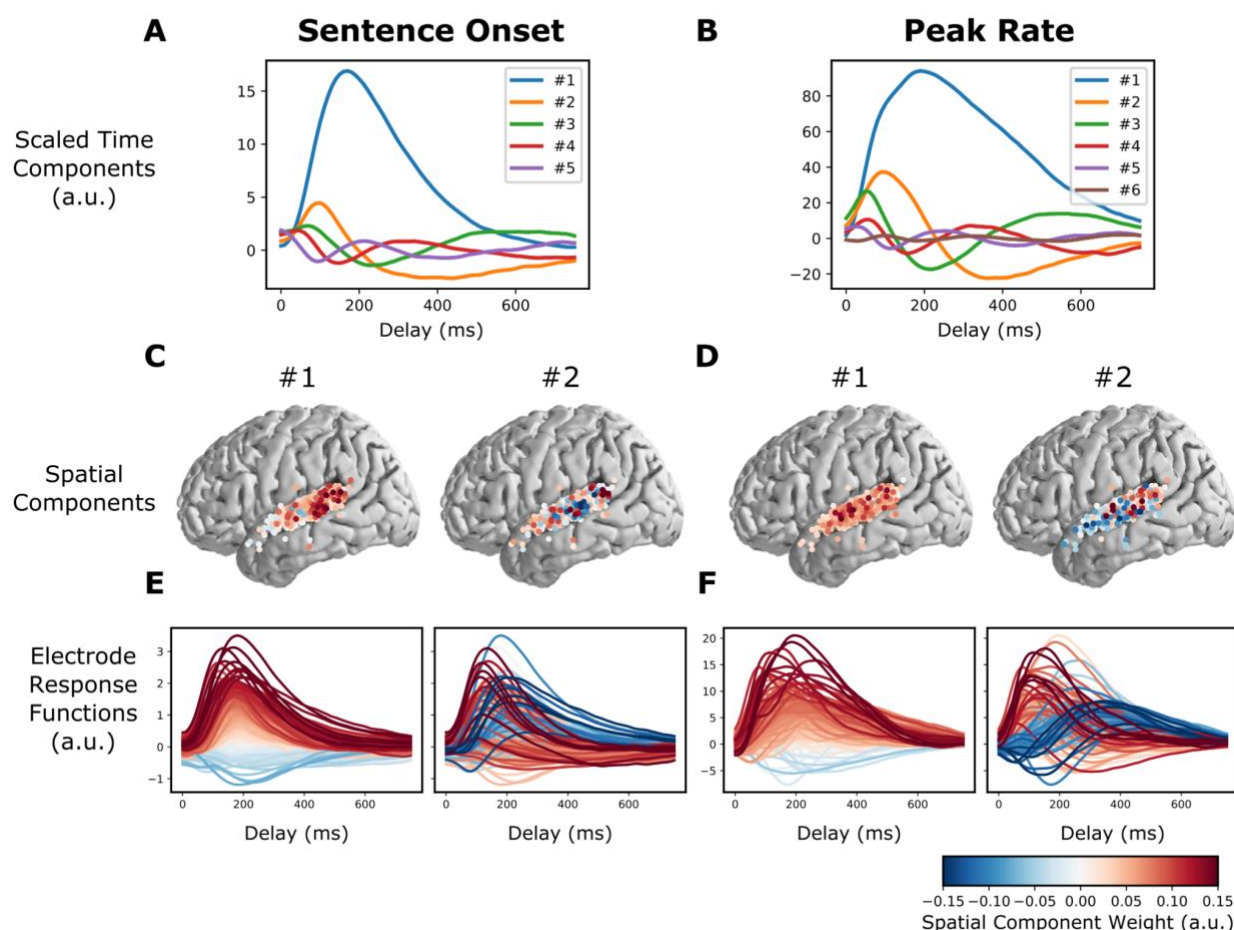 A Sentence Onset
B Peak Rate
Scaled Time
Components
(a.u.)
15
10
5
0
#1
#2
#3
#4
#5
0 200 400 600
Delay (ms)
80
60
40
20
0
−20
#1
#2
#3
#4
#5
#6
0 200 400 600
Delay (ms)
C
#1 #2
D
#1 #2
Spatial
Components
E
F
Electrode
Response
Functions
(a.u.)
3
2
1
0
−1
0 200 400 600
Delay (ms)
0 200 400 600
Delay (ms)
20
15
10
5
0
−5
0 200 400 600
Delay (ms)
0 200 400 600
Delay (ms)
−0.15 −0.10 −0.05 0.00 0.05 0.10 0.15
Spatial Component Weight (a.u.)